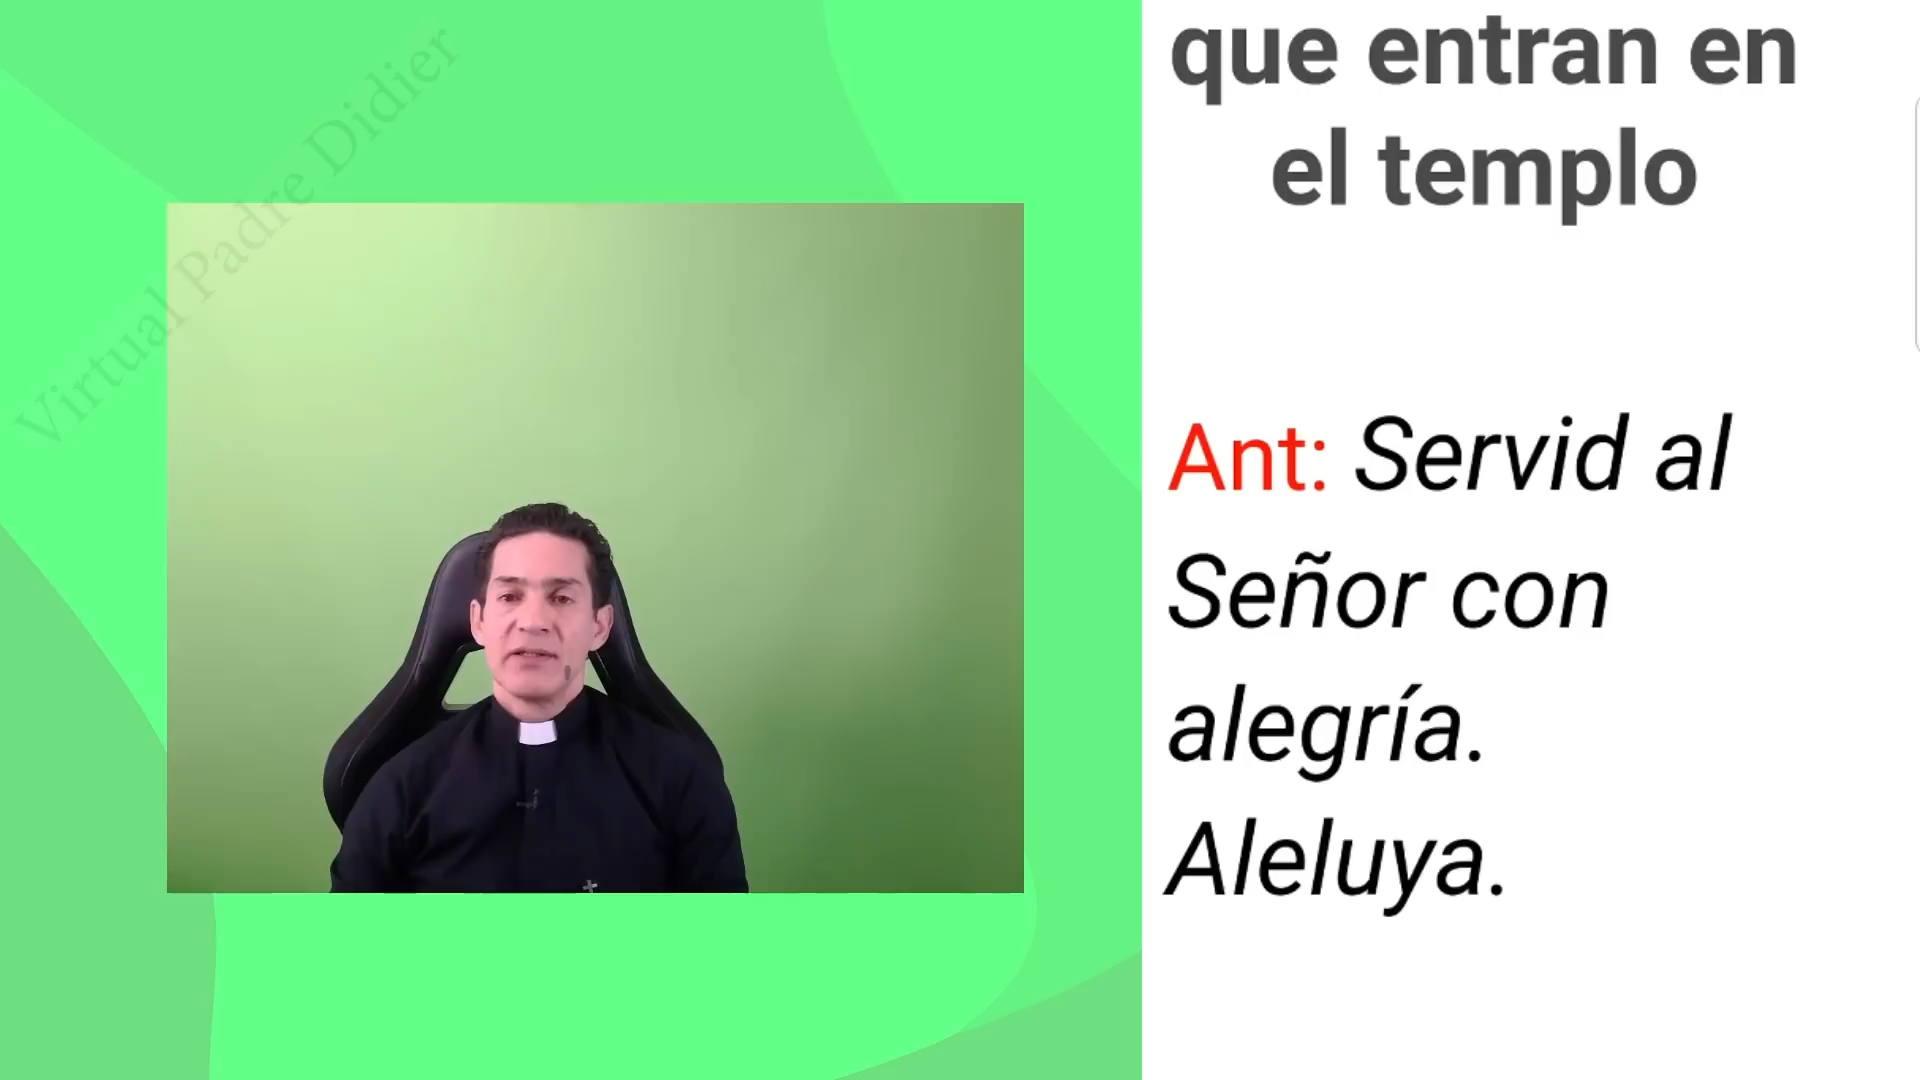 que entran en
el templo
Ant: Servid al
Señor con
alegría.
Aleluya.
Virtual Padre Didier